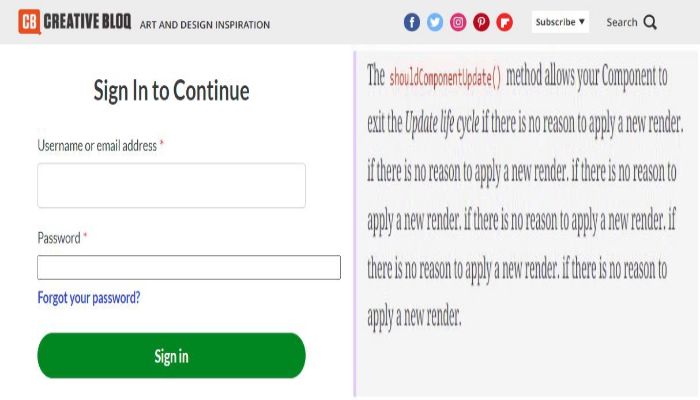 CB CREATIVE BLOQ ART AND DESIGN INSPIRATION
Subscribe ▼
Search
Sign In to Continue
Username or email address *
Password *
Forgot your password?
Sign in
The shouldComponentUpdate() method allows your Component to
exit the Update life cycle if there is no reason to apply a new render.
if there is no reason to apply a new render. if there is no reason to
apply a new render. if there is no reason to apply a new render. if
there is no reason to apply a new render. if there is no reason to
apply a new render.